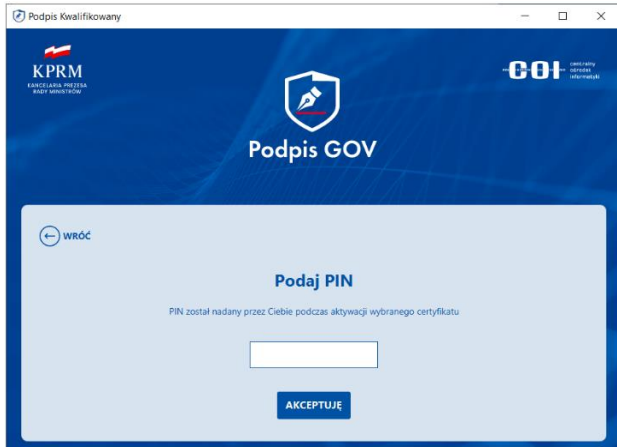 Podpis Kwalifikowany
KPRM
KANCELARIA PREZESA
RADY MINISTRÓW
COI
centralny
ośrodek
informatyki
Podpis GOV
WRÓĆ
Podaj PIN
PIN został nadany przez Ciebie podczas aktywacji wybranego certyfikatu
AKCEPTUJĘ